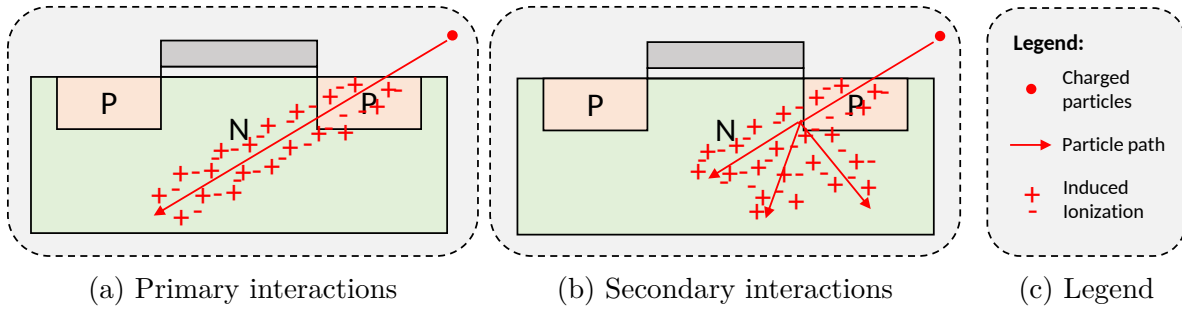 P
N
P
P
N
P
Legend:
Charged
particles
Particle path
Induced
Ionization
(a) Primary interactions
(b) Secondary interactions
(c) Legend